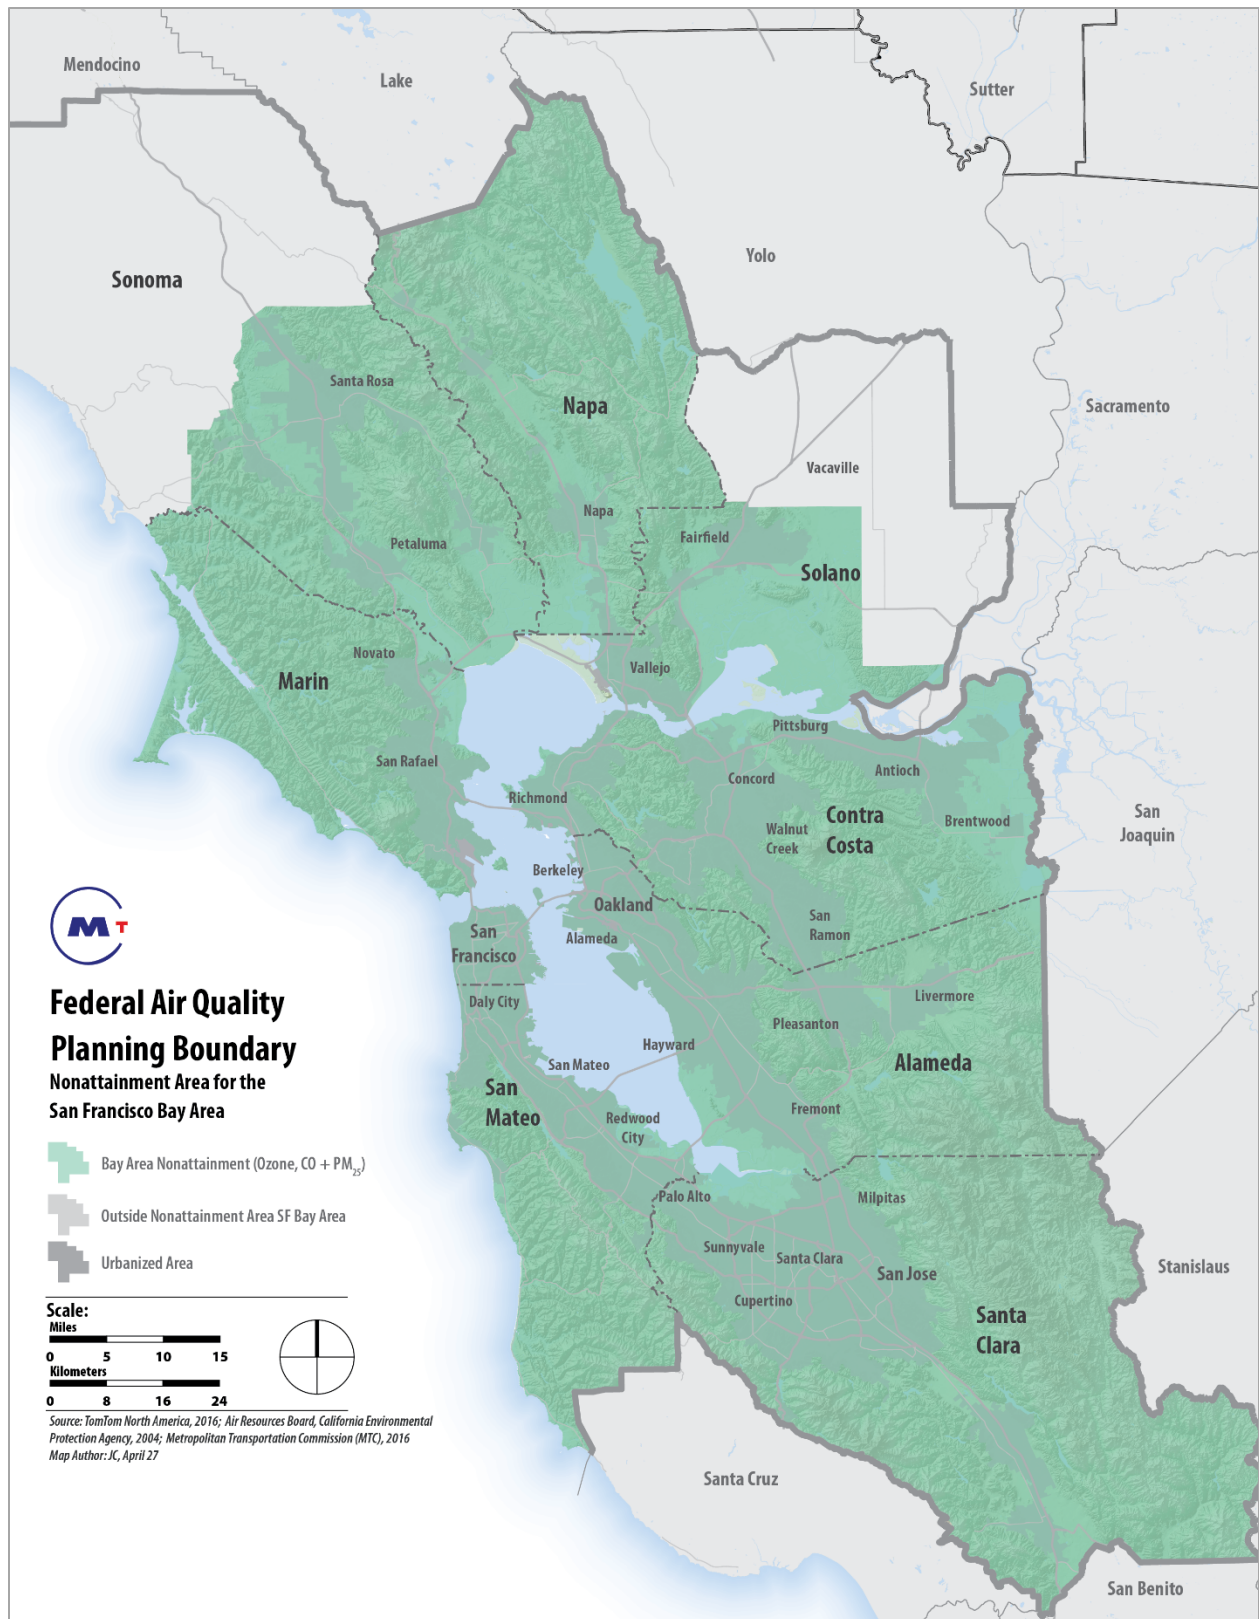 Mendocino
Lake
Sutter
Yolo
Sonoma
Santa Rosa
Napa
Sacramento
Vacaville
Napa
Fairfield
Petaluma
Solano
Novato
Vallejo
Marin
Pittsburg
San Rafael
Concord
Antioch
Richmond
Contra
Costa
Brentwood
Walnut
Creek
San
Joaquin
Berkeley
Oakland
San
Ramon
San
Francisco
Alameda
Daly City
Livermore
Pleasanton
Hayward
San Mateo
Alameda
San
Mateo
Redwood
City
Fremont
Palo Alto
Milpitas
Sunnyvale
Santa Clara
San Jose
Cupertino
Stanislaus
Santa
Clara
Santa Cruz
San Benito
M T
Federal Air Quality
Planning Boundary
Nonattainment Area for the
San Francisco Bay Area
Bay Area Nonattainment (Ozone, CO + PM25)
Outside Nonattainment Area SF Bay Area
Urbanized Area
Scale:
Miles
0 5 10 15
Kilometers
0 8 16 24
Source: TomTom North America, 2016; Air Resources Board, California Environmental
Protection Agency, 2004; Metropolitan Transportation Commission (MTC), 2016
Map Author: JC, April 27